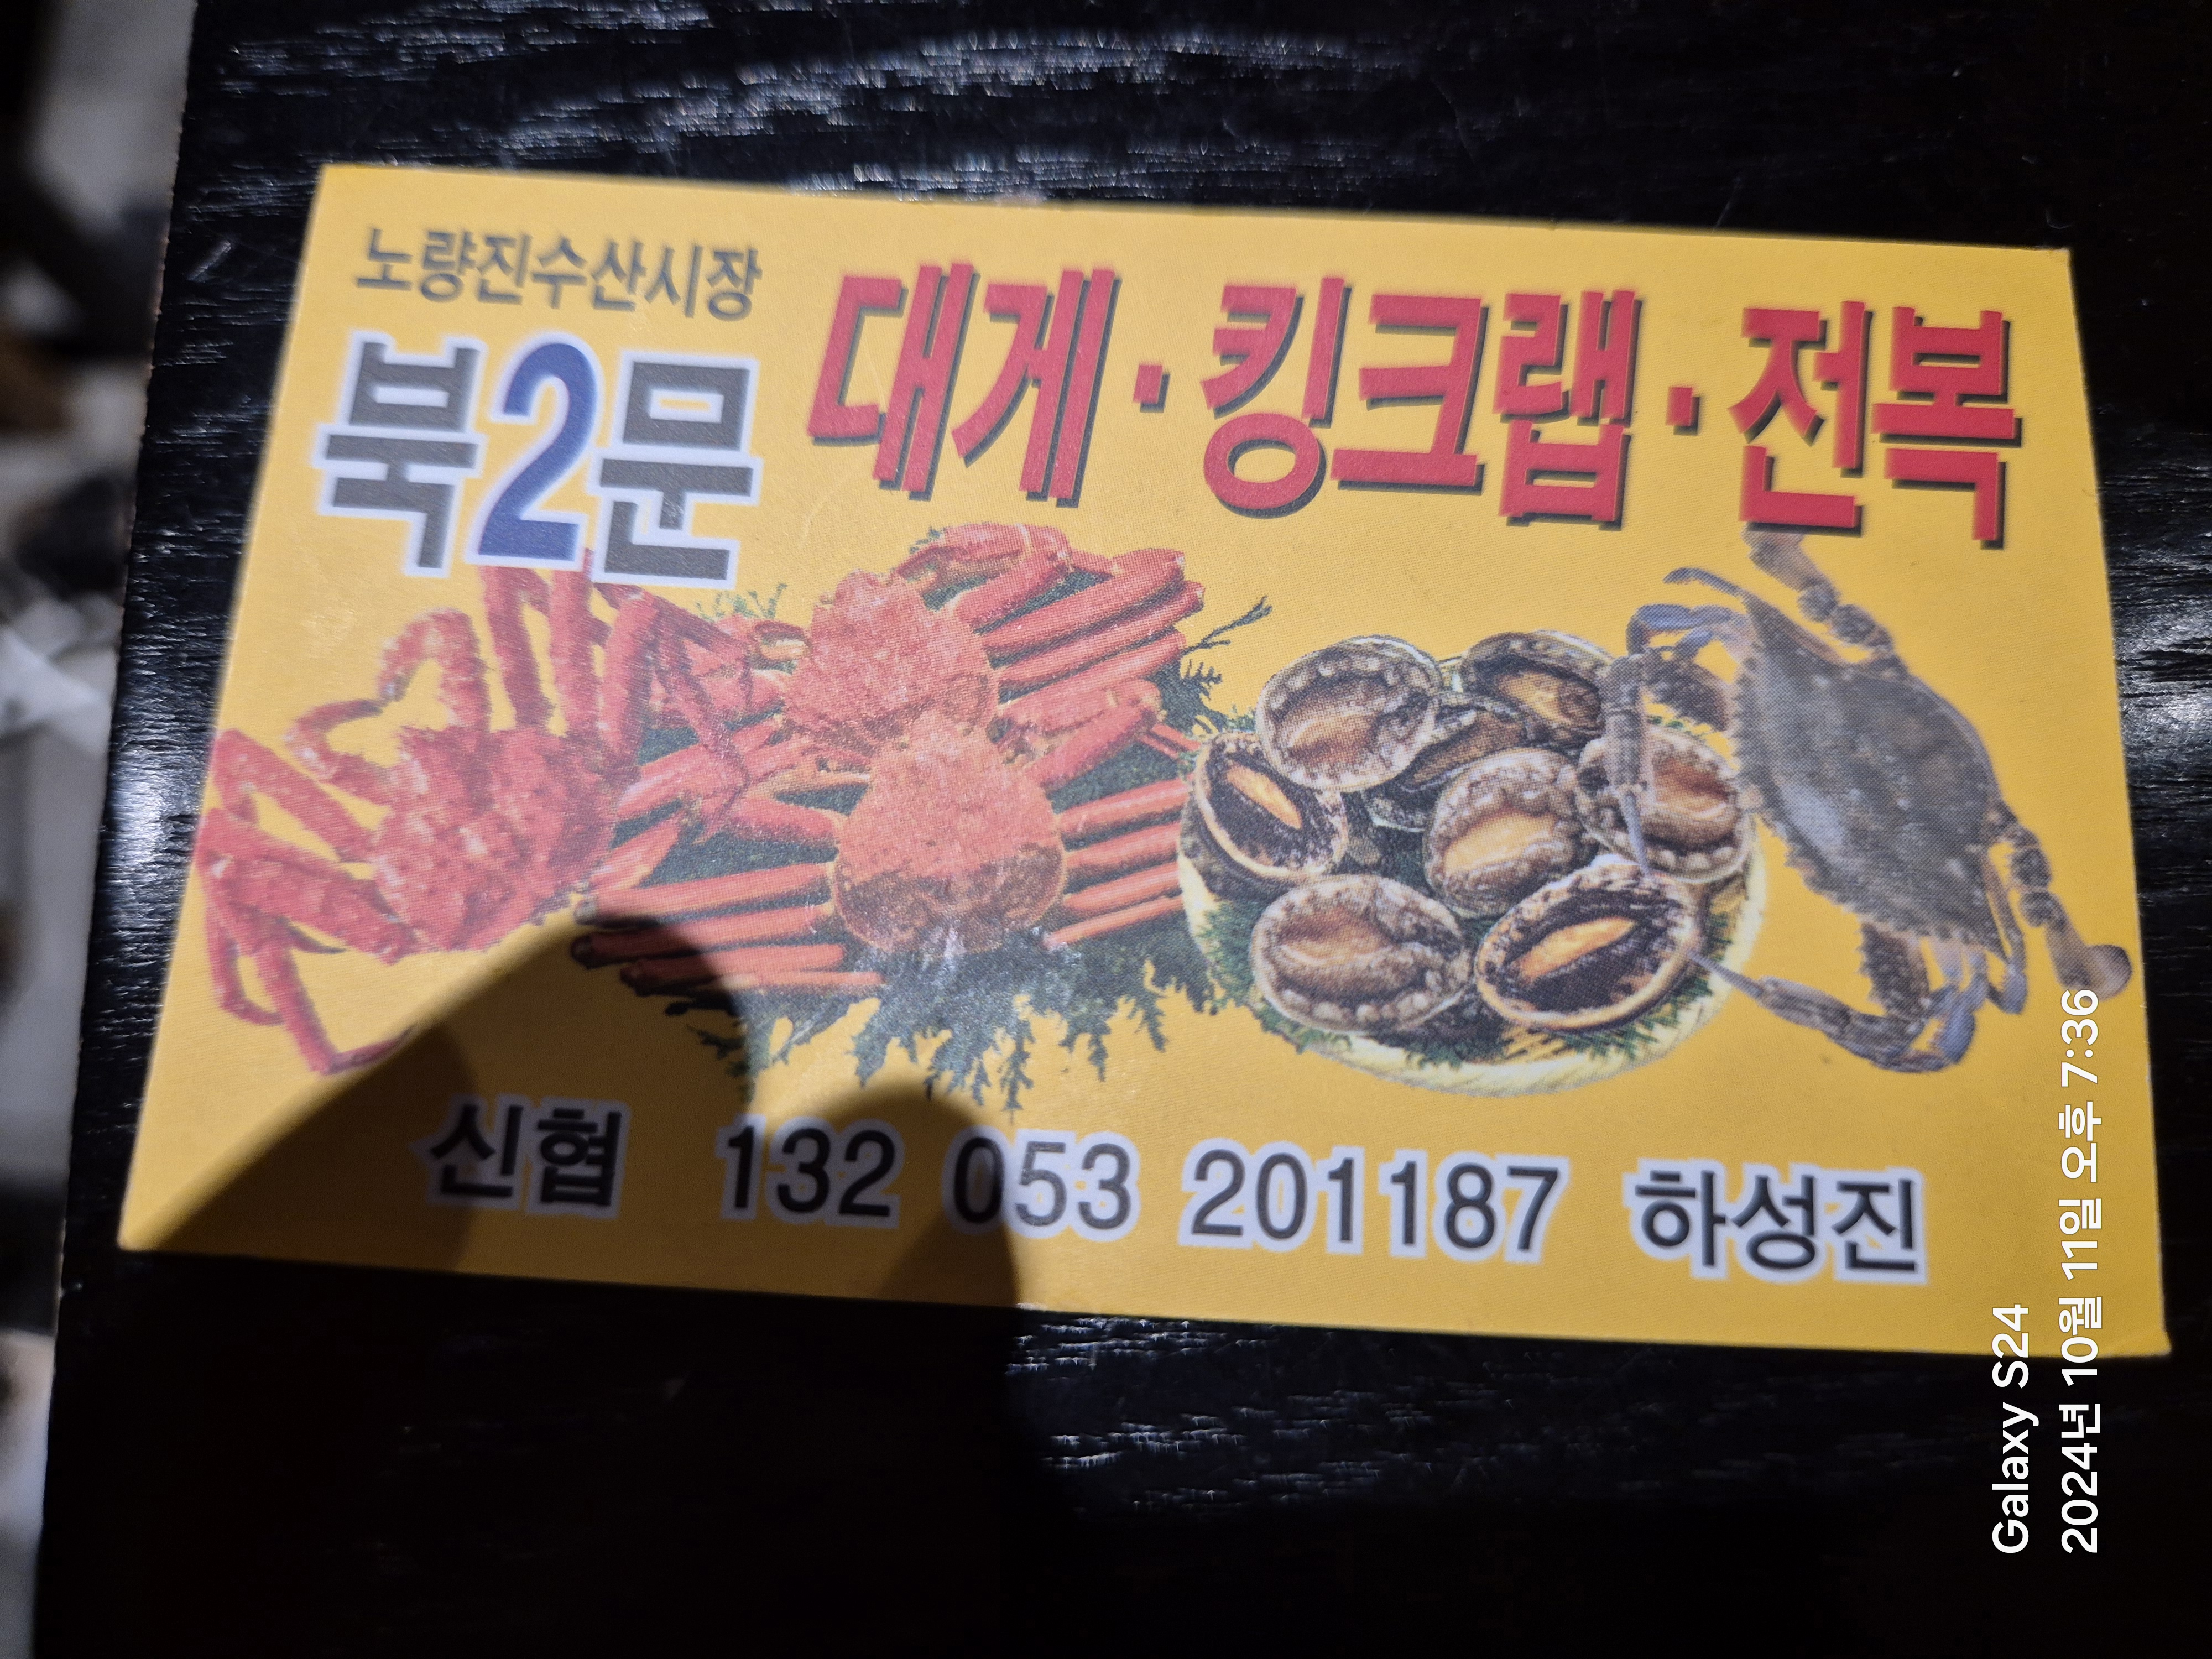 노량진수산시장
북2문
대게·킹크랩·전복
신협 132 053 201187 하성진
Galaxy S24
2024년 10월 11일 오후 7:36